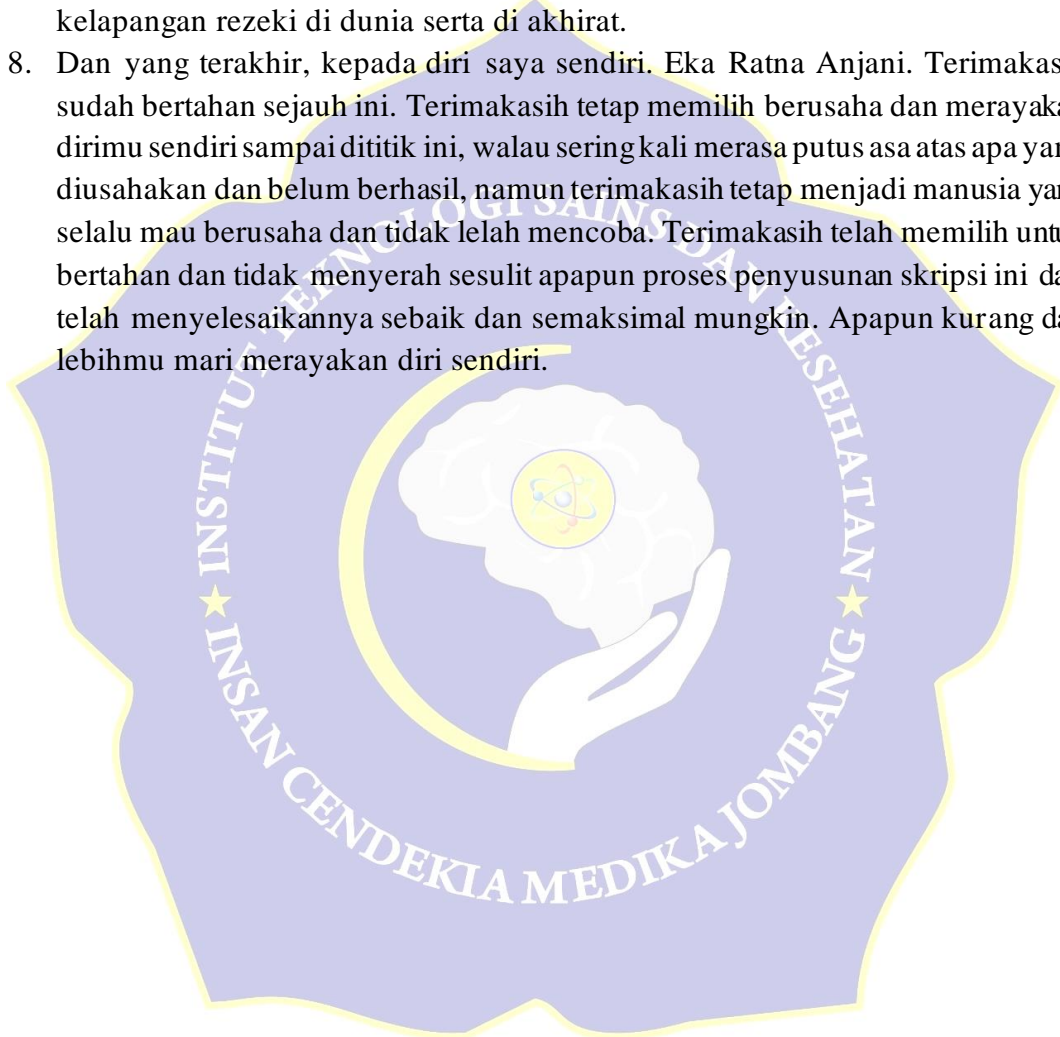 kelapangan rezeki di dunia serta di akhirat.
8. Dan yang terakhir, kepada diri saya sendiri. Eka Ratna Anjani. Terimakas
sudah bertahan sejauh ini. Terimakasih tetap memilih berusaha dan merayaka
dirimu sendiri sampai dititik ini, walau sering kali merasa putus asa atas apa yan
diusahakan dan belum berhasil, namun terimakasih tetap menjadi manusia yan
selalu mau berusaha dan tidak lelah mencoba. Terimakasih telah memilih untu
bertahan dan tidak menyerah sesulit apapun proses penyusunan skripsi ini da
telah menyelesaikannya sebaik dan semaksimal mungkin. Apapun kurang da
lebihmu mari merayakan diri sendiri.
INSTITUT TEKNOLOGI SAINS DAN KESEHATAN
INSAN CENDEKIA MEDIKA JOMBANG